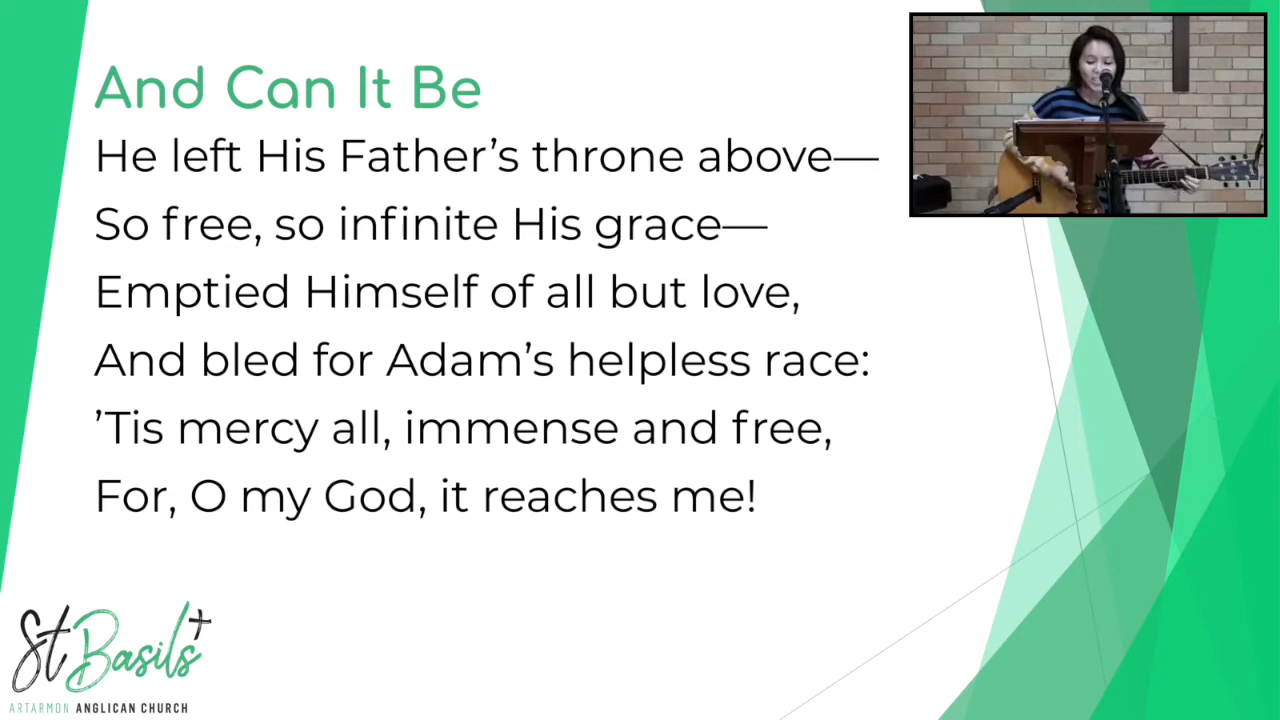 And Can It Be
He left His Father’s throne above—
So free, so infinite His grace—
Emptied Himself of all but love,
And bled for Adam’s helpless race:
’Tis mercy all, immense and free,
For, O my God, it reaches me!
St Basils
ARTARMON ANGLICAN CHURCH